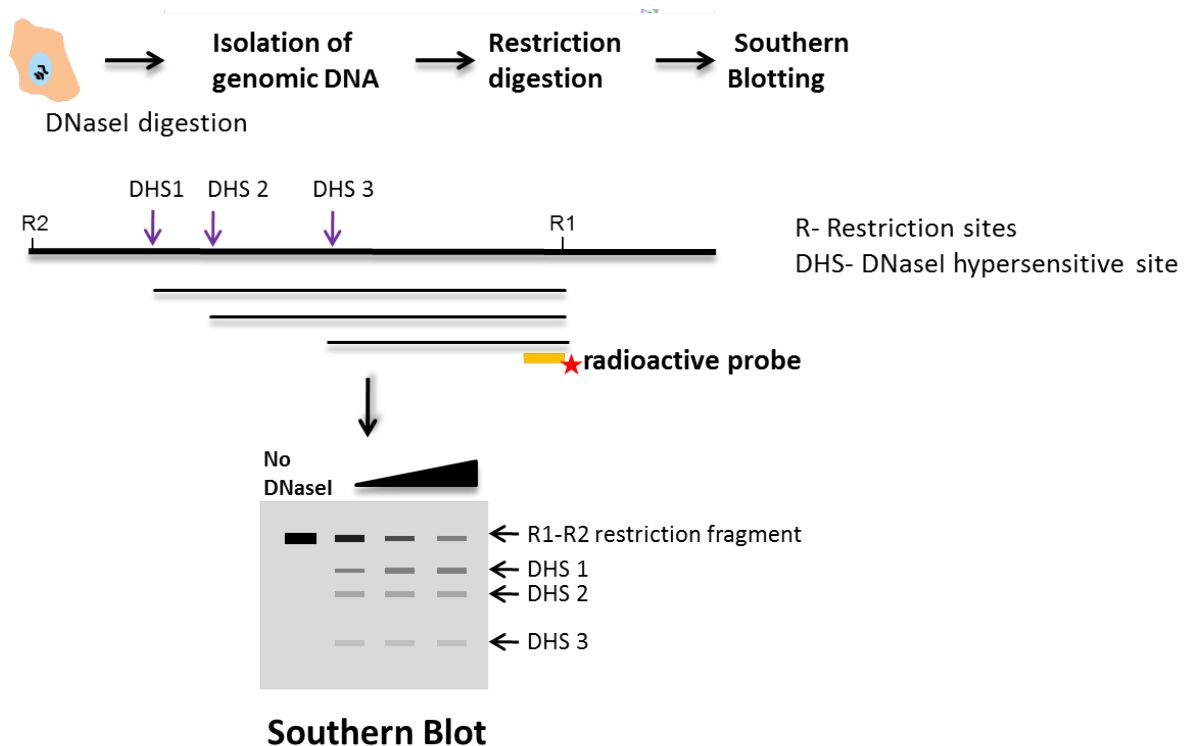 Isolation of
genomic DNA
Restriction
digestion
Southern
Blotting
DNaseI digestion
DHS1
DHS 2
DHS 3
R2
R1
R- Restriction sites
DHS- DNaseI hypersensitive site
radioactive probe
No
DNaseI
R1-R2 restriction fragment
DHS 1
DHS 2
DHS 3
Southern Blot